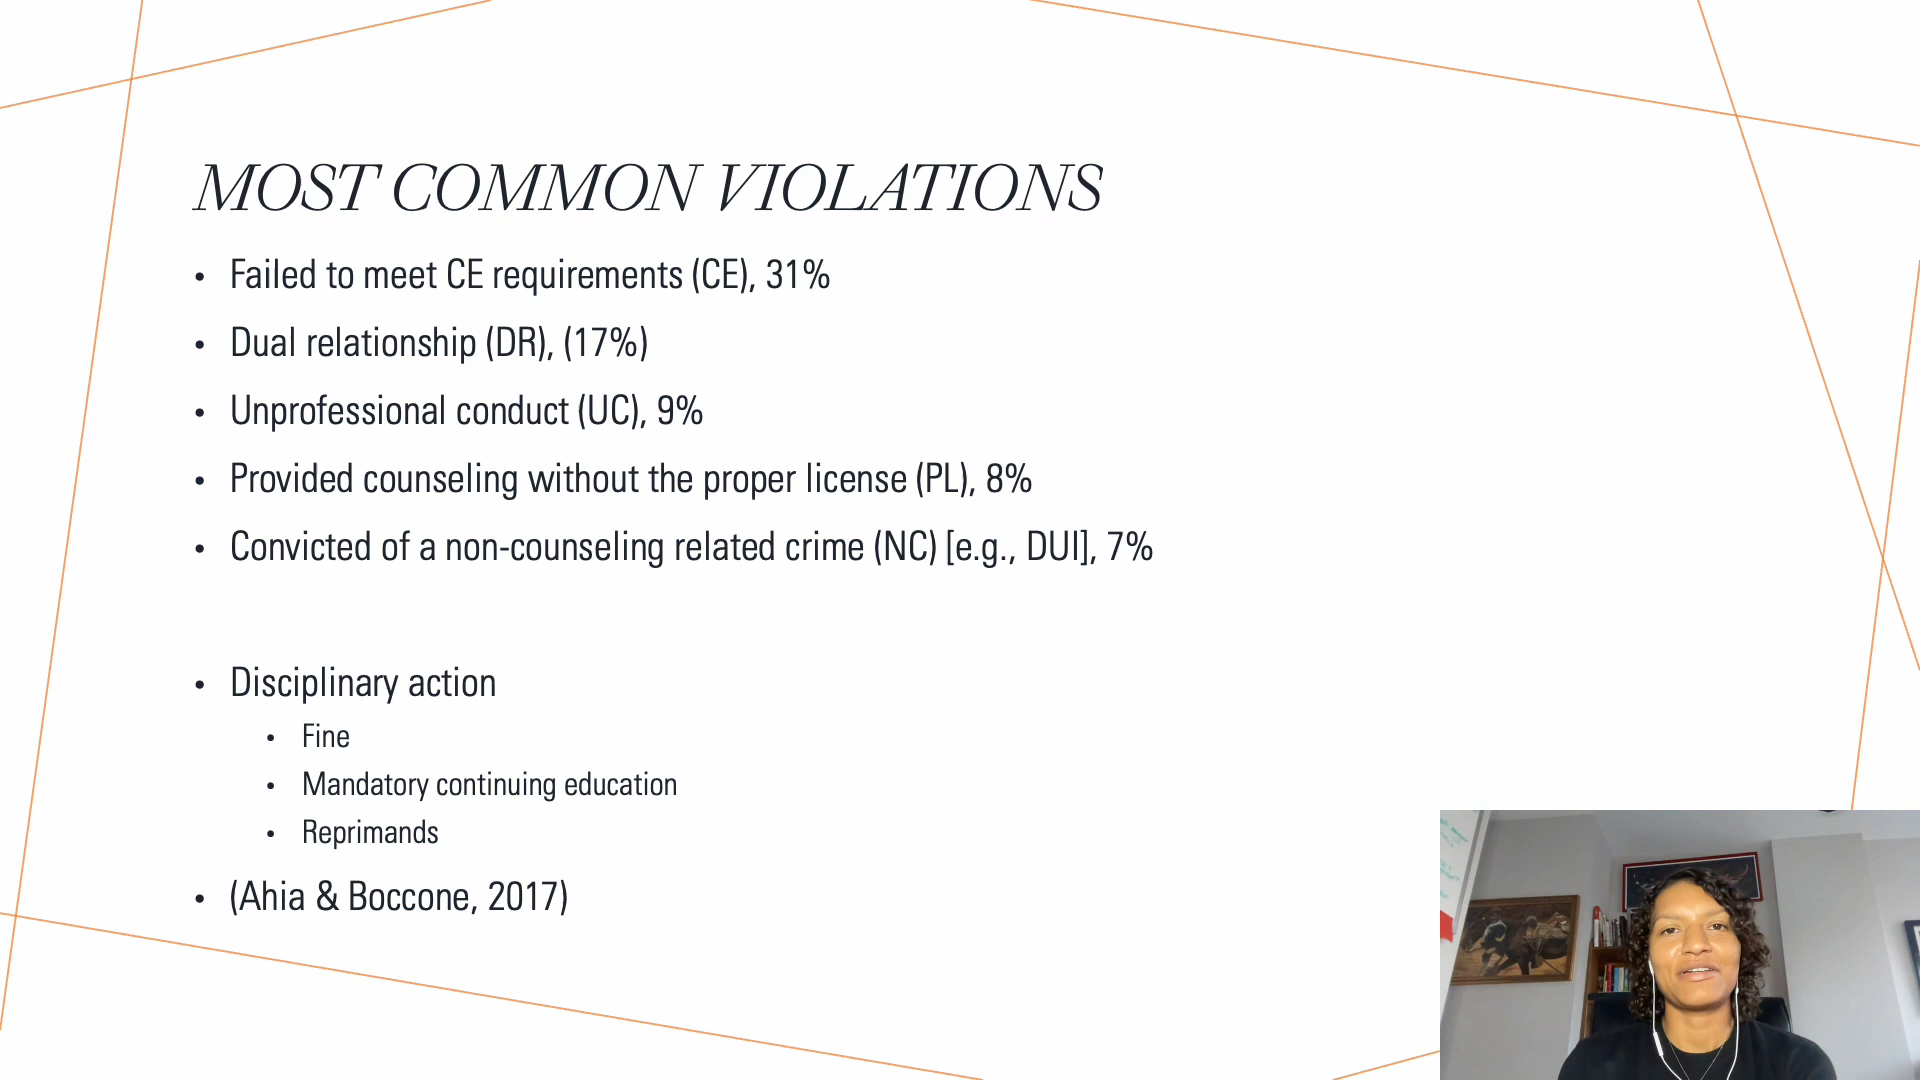 MOST COMMON VIOLATIONS
• Failed to meet CE requirements (CE), 31%
• Dual relationship (DR), (17%)
• Unprofessional conduct (UC), 9%
• Provided counseling without the proper license (PL), 8%
• Convicted of a non-counseling related crime (NC) [e.g., DUI], 7%
• Disciplinary action
• Fine
• Mandatory continuing education
• Reprimands
• (Ahia & Boccone, 2017)